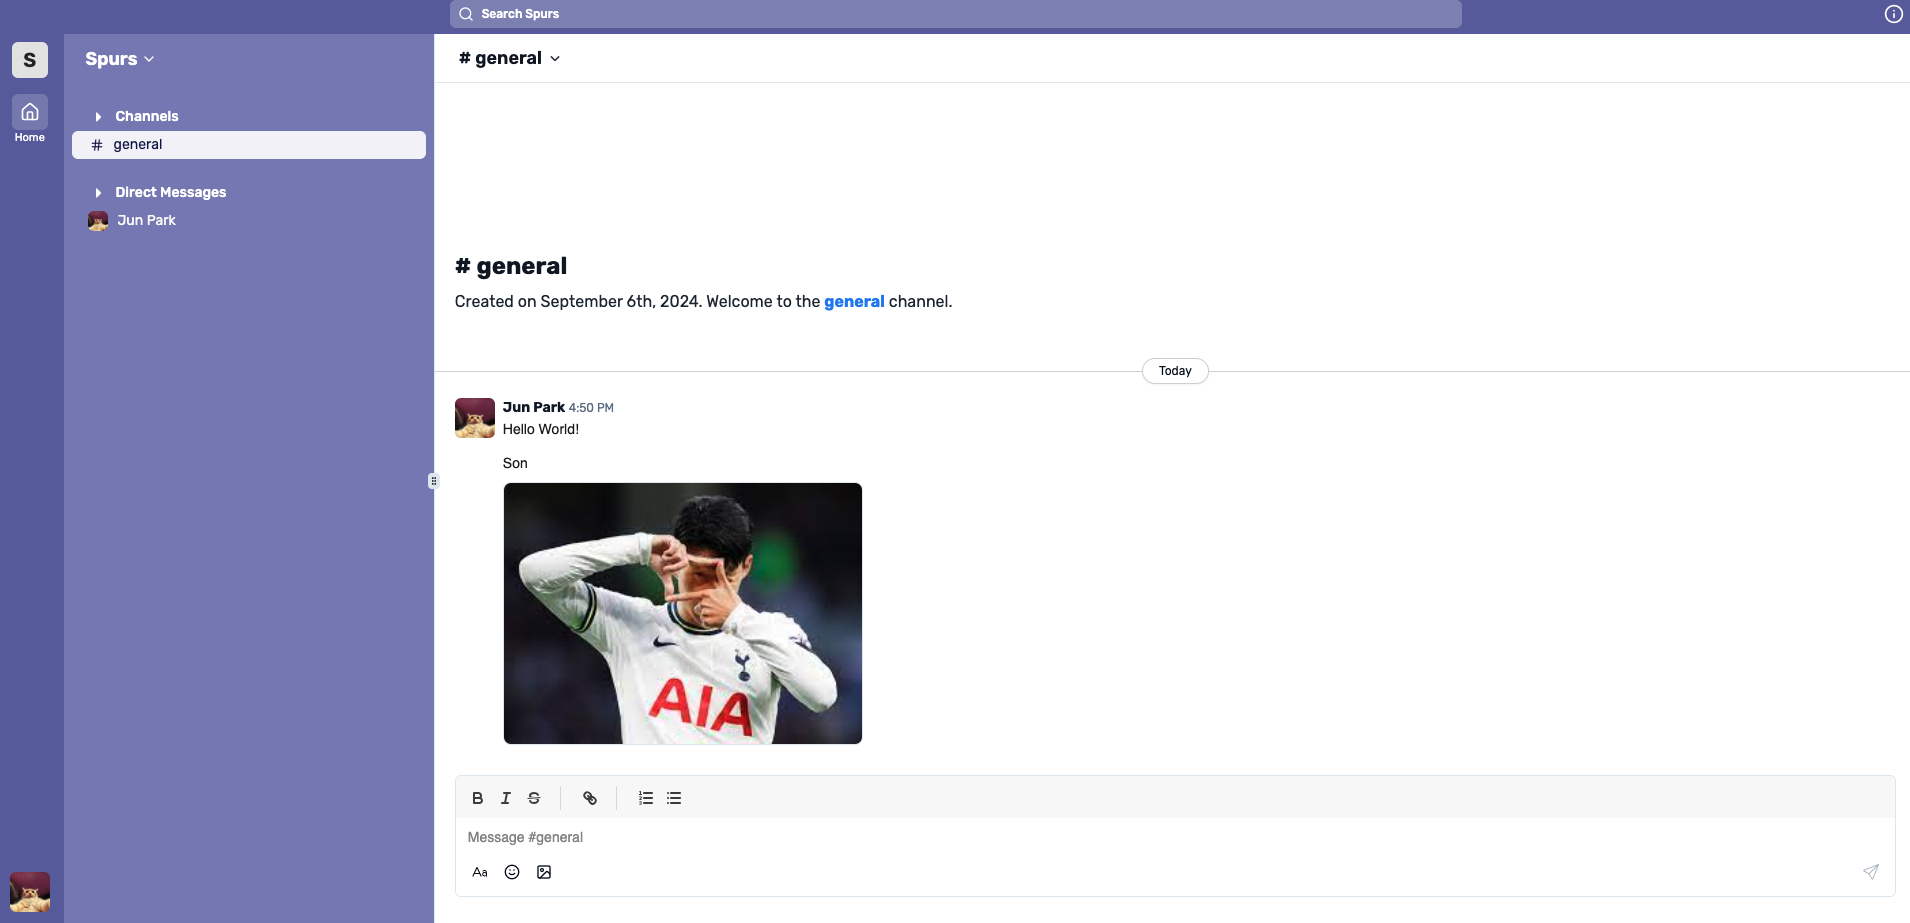 Search Spurs
S
Home
Spurs
Channels
# general
Direct Messages
Jun Park
# general
# general
Created on September 6th, 2024. Welcome to the general channel.
Today
Jun Park 4:50 PM
Hello World!
Son
AIA
B I S
Message #general
Aa